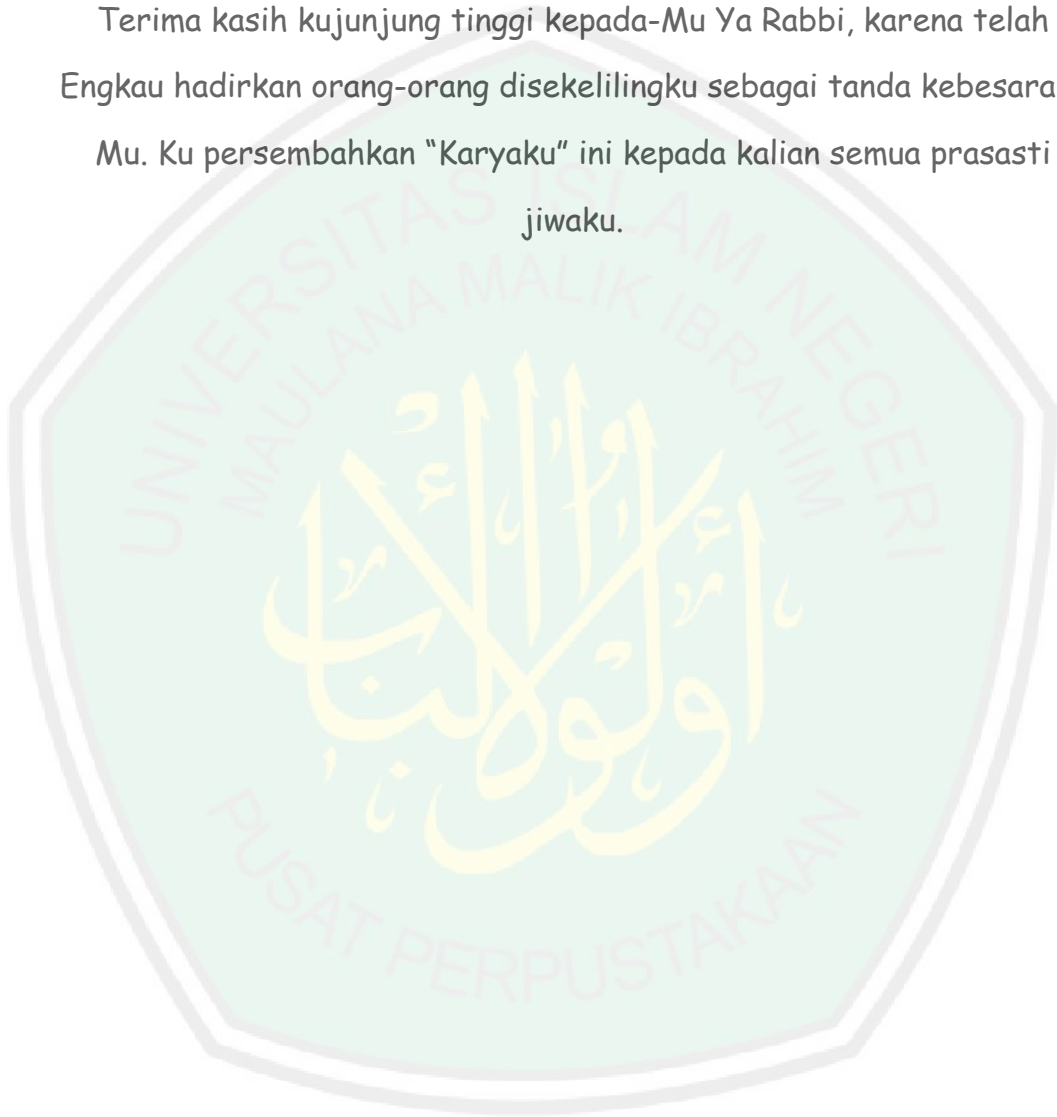 Terima kasih kujunjung tinggi kepada-Mu Ya Rabbi, karena telah
Engkau hadirkan orang-orang disekelilingku sebagai tanda kebesara
Mu. Ku persembahkan “Karyaku” ini kepada kalian semua prasasti
jiwaku.
UNIVERSITAS ISLAM NEGERI
MAULANA MALIK IBRAHIM
أولوا الألباب
PUSAT PERPUSTAKAAN